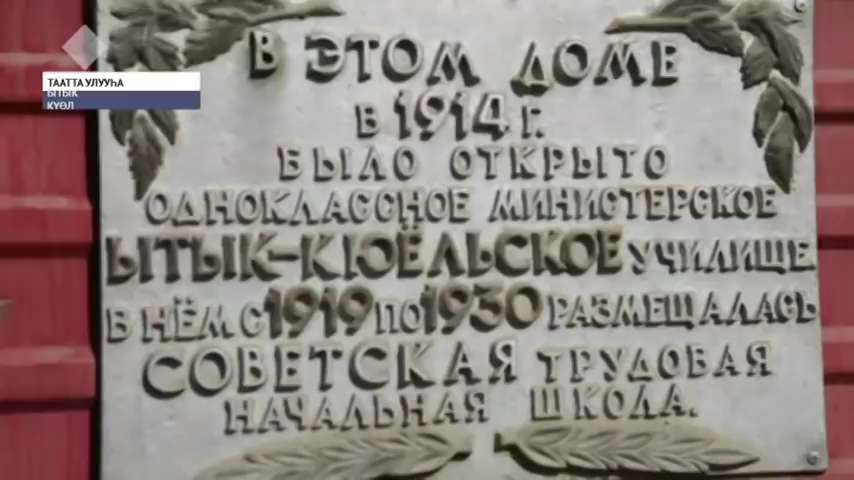 ТААТТА УЛУУҺА
ЫТЫК
КҮӨЛ
В ЭТОМ ДОМЕ
В 1914 Г.
БЫЛО ОТКРЫТО
ОДНОКЛАССНОЕ МИНИСТЕРСКОЕ
ЫТЫК-КЮЁЛЬСКОЕ УЧИЛИЩЕ
В НЁМ С 1919 ПО 1930 РАЗМЕЩАЛАСЬ
СОВЕТСКАЯ ТРУДОВАЯ
НАЧАЛЬНАЯ ШКОЛА.